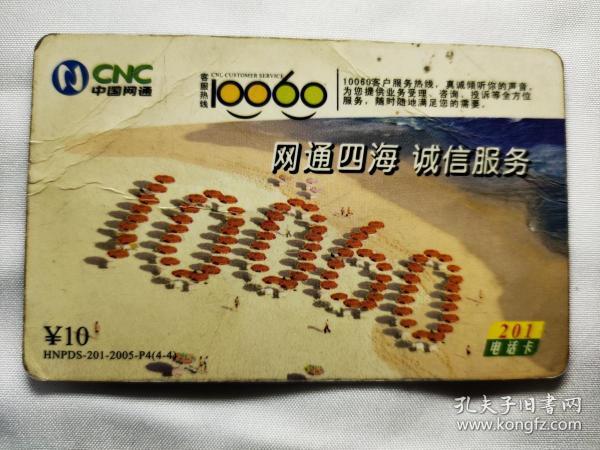 CNC
中国网通
客服热线
CNC CUSTOMER SERVICE
10060
10060客户服务热线，真诚倾听你的声音，
为您提供业务受理、咨询、投诉等全方位
服务，随时随地满足您的需要。
网通四海 诚信服务
10060
¥10
HNPDS-201-2005-P4(4-4)
201
电话卡
孔夫子旧书网
www.kongfz.com